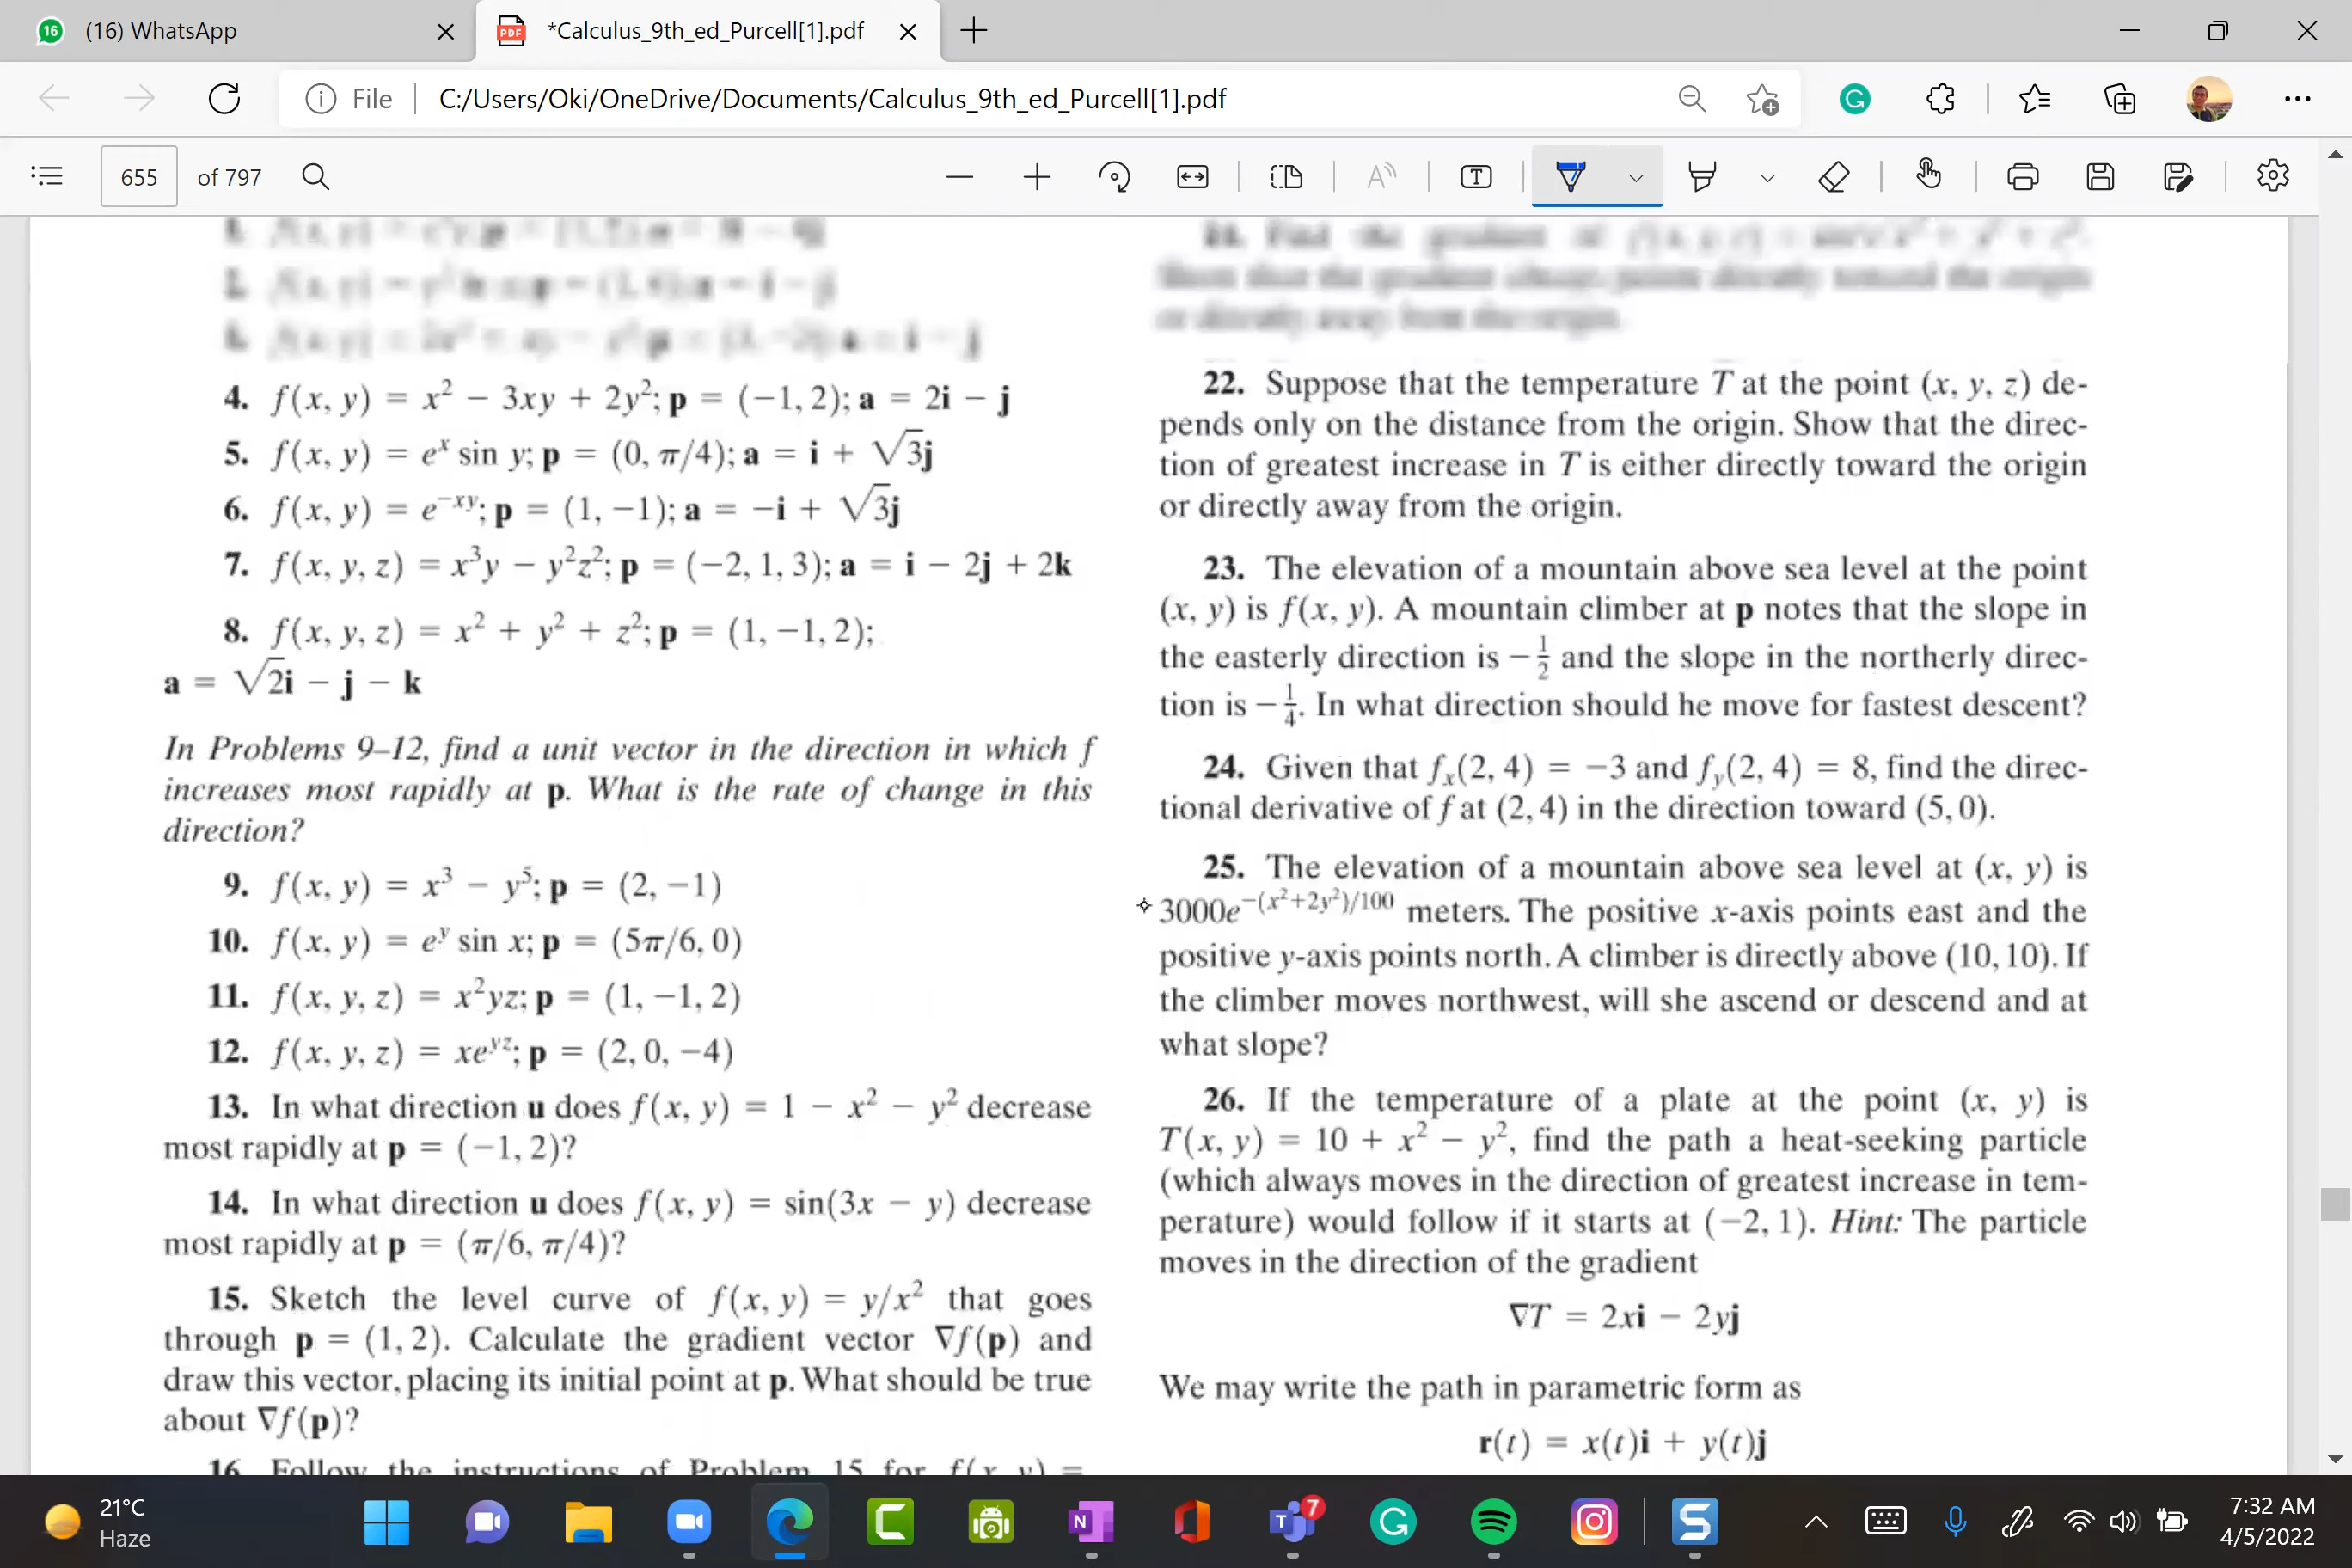 (16) WhatsApp
*Calculus_9th_ed_Purcell[1].pdf
File
C:/Users/Oki/OneDrive/Documents/Calculus_9th_ed_Purcell[1].pdf
655 of 797
4. f(x, y) = x² − 3xy + 2y²; p = (−1, 2); a = 2i − j
5. f(x, y) = eˣ sin y; p = (0, π/4); a = i + √3j
6. f(x, y) = e^{−xy}; p = (1, −1); a = −i + √3j
7. f(x, y, z) = x³y − y²z²; p = (−2, 1, 3); a = i − 2j + 2k
8. f(x, y, z) = x² + y² + z²; p = (1, −1, 2);
a = √2i − j − k
In Problems 9–12, find a unit vector in the direction in which f
increases most rapidly at p. What is the rate of change in this
direction?
9. f(x, y) = x³ − y⁵; p = (2, −1)
10. f(x, y) = e^y sin x; p = (5π/6, 0)
11. f(x, y, z) = x²yz; p = (1, −1, 2)
12. f(x, y, z) = xe^{yz}; p = (2, 0, −4)
13. In what direction u does f(x, y) = 1 − x² − y² decrease
most rapidly at p = (−1, 2)?
14. In what direction u does f(x, y) = sin(3x − y) decrease
most rapidly at p = (π/6, π/4)?
15. Sketch the level curve of f(x, y) = y/x² that goes
through p = (1, 2). Calculate the gradient vector ∇f(p) and
draw this vector, placing its initial point at p. What should be true
about ∇f(p)?
16. Follow the instructions of Problem 15 for f(x, y) =
22. Suppose that the temperature T at the point (x, y, z) de-
pends only on the distance from the origin. Show that the direc-
tion of greatest increase in T is either directly toward the origin
or directly away from the origin.
23. The elevation of a mountain above sea level at the point
(x, y) is f(x, y). A mountain climber at p notes that the slope in
the easterly direction is −1/2 and the slope in the northerly direc-
tion is −1/4. In what direction should he move for fastest descent?
24. Given that fₓ(2, 4) = −3 and f_y(2, 4) = 8, find the direc-
tional derivative of f at (2, 4) in the direction toward (5, 0).
25. The elevation of a mountain above sea level at (x, y) is
3000e^{−(x²+2y²)/100} meters. The positive x-axis points east and the
positive y-axis points north. A climber is directly above (10, 10). If
the climber moves northwest, will she ascend or descend and at
what slope?
26. If the temperature of a plate at the point (x, y) is
T(x, y) = 10 + x² − y², find the path a heat-seeking particle
(which always moves in the direction of greatest increase in tem-
perature) would follow if it starts at (−2, 1). Hint: The particle
moves in the direction of the gradient
∇T = 2xi − 2yj
We may write the path in parametric form as
r(t) = x(t)i + y(t)j
21°C
Haze
7
7:32 AM
4/5/2022